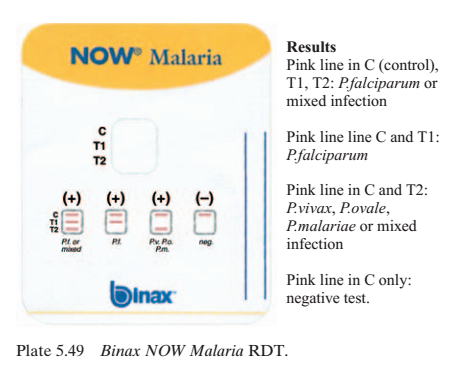 NOW® Malaria
C
T1
T2
(+) (+) (+) (−)
C
T1
T2
P.f. or
mixed
P.f.
P.v. P.o.
P.m.
neg.
binax™
Results
Pink line in C (control),
T1, T2: P.falciparum or
mixed infection
Pink line line C and T1:
P.falciparum
Pink line in C and T2:
P.vivax, P.ovale,
P.malariae or mixed
infection
Pink line in C only:
negative test.
Plate 5.49 Binax NOW Malaria RDT.